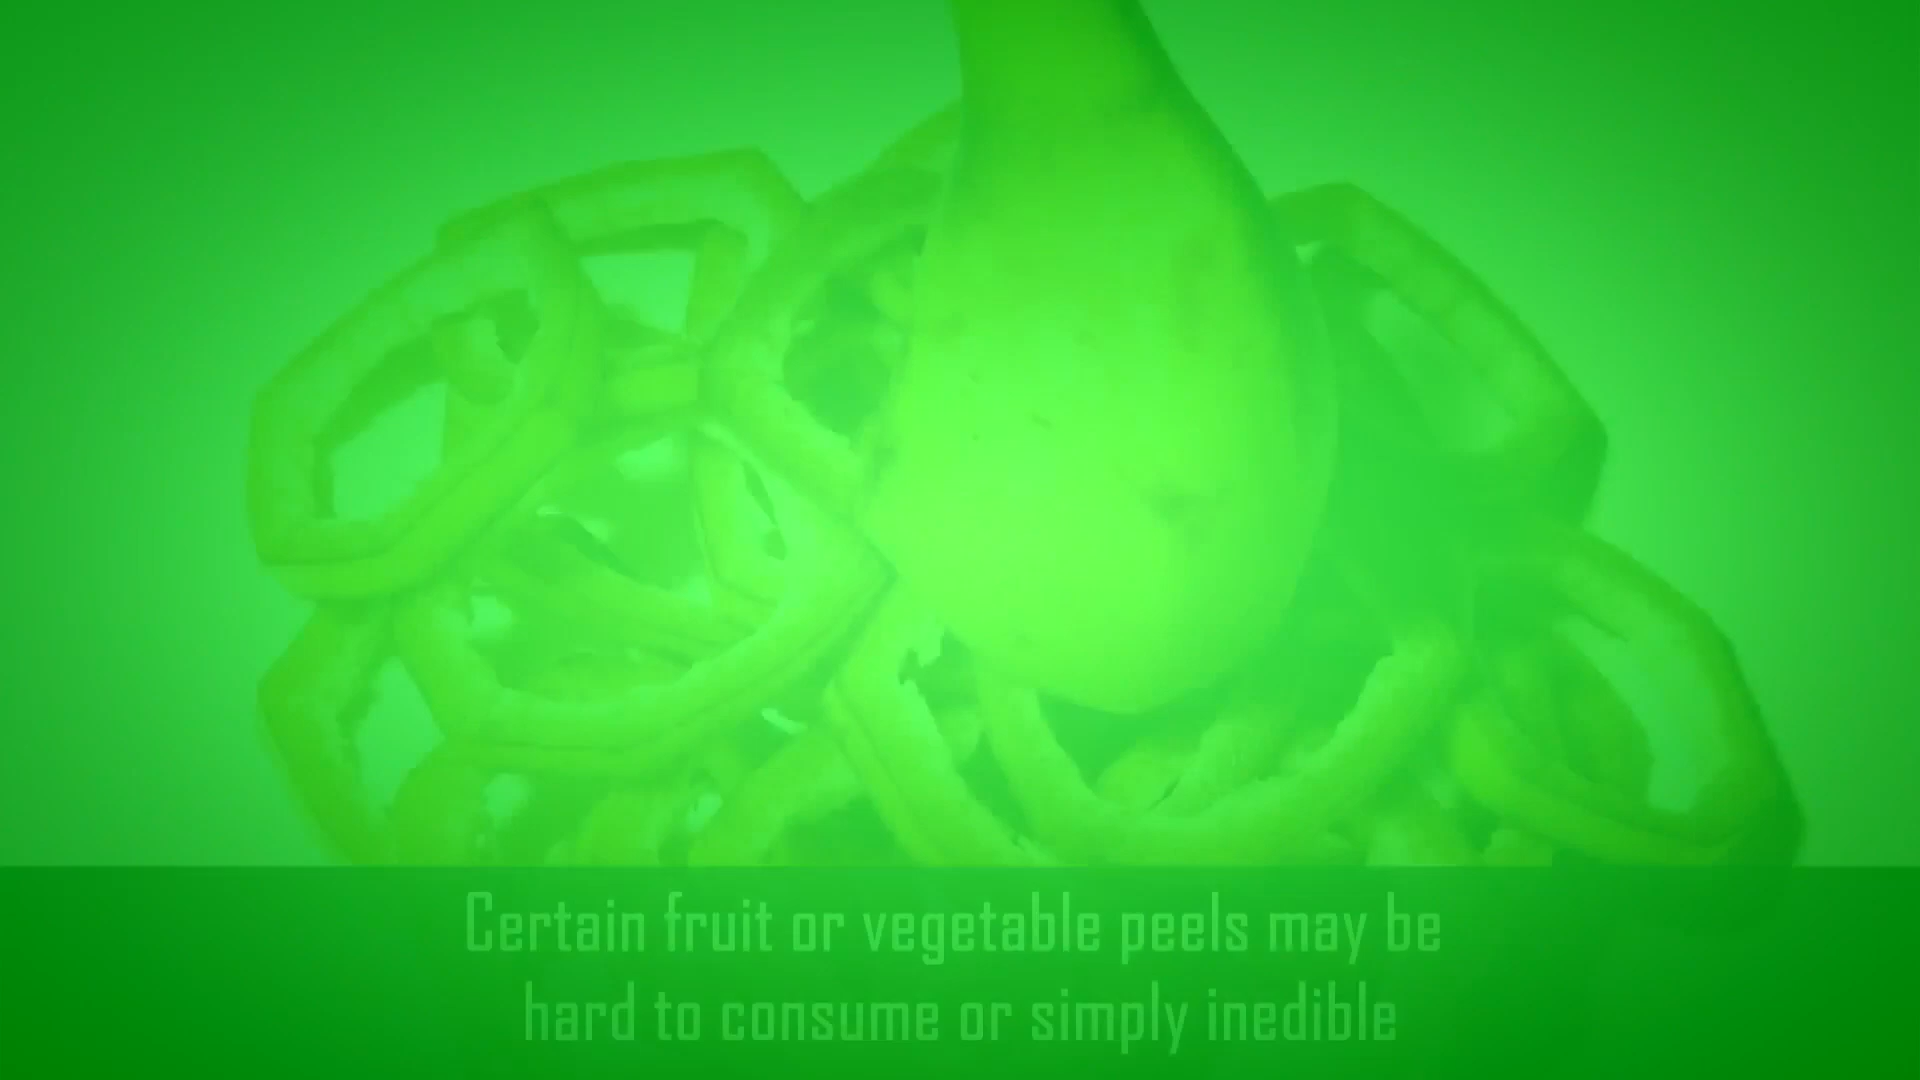 Certain fruit or vegetable peels may be
hard to consume or simply inedible